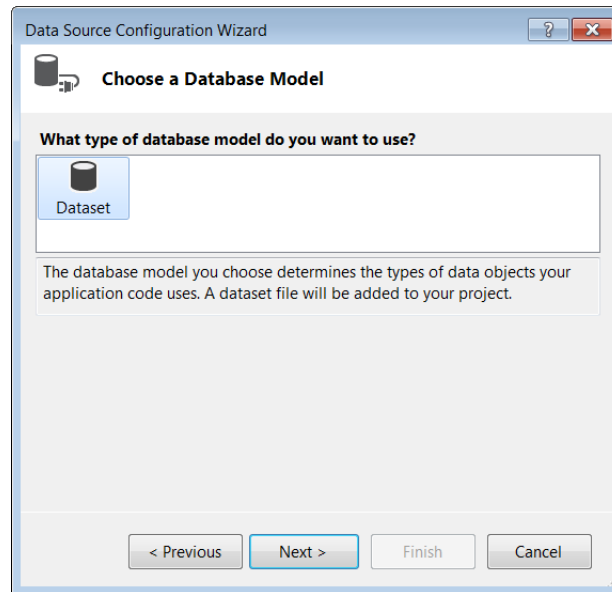 Data Source Configuration Wizard
?
Choose a Database Model
What type of database model do you want to use?
Dataset
The database model you choose determines the types of data objects your
application code uses. A dataset file will be added to your project.
< Previous
Next >
Finish
Cancel